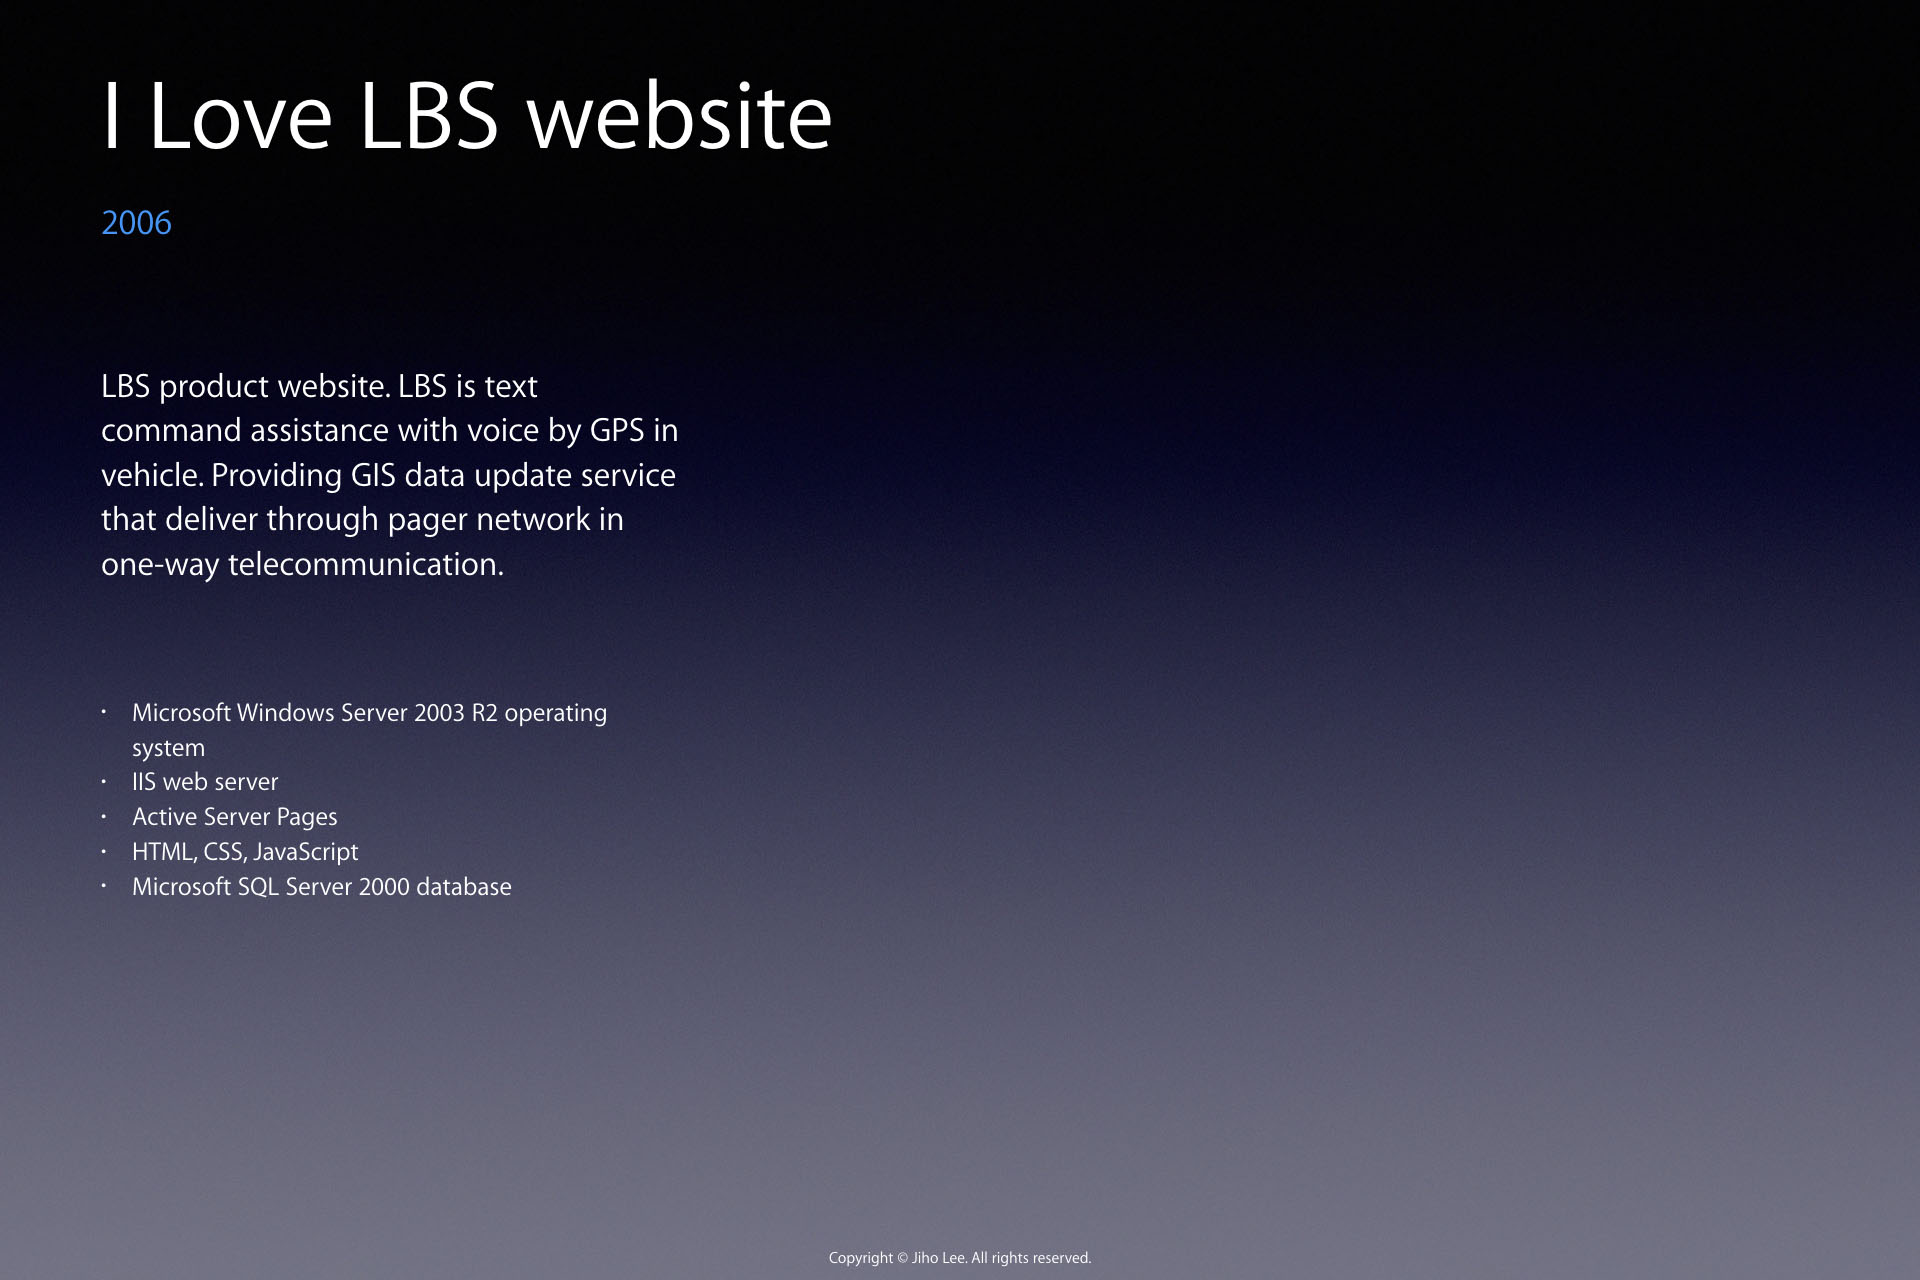 I Love LBS website
2006
LBS product website. LBS is text
command assistance with voice by GPS in
vehicle. Providing GIS data update service
that deliver through pager network in
one-way telecommunication.
• Microsoft Windows Server 2003 R2 operating
system
• IIS web server
• Active Server Pages
• HTML, CSS, JavaScript
• Microsoft SQL Server 2000 database
Copyright © Jiho Lee. All rights reserved.